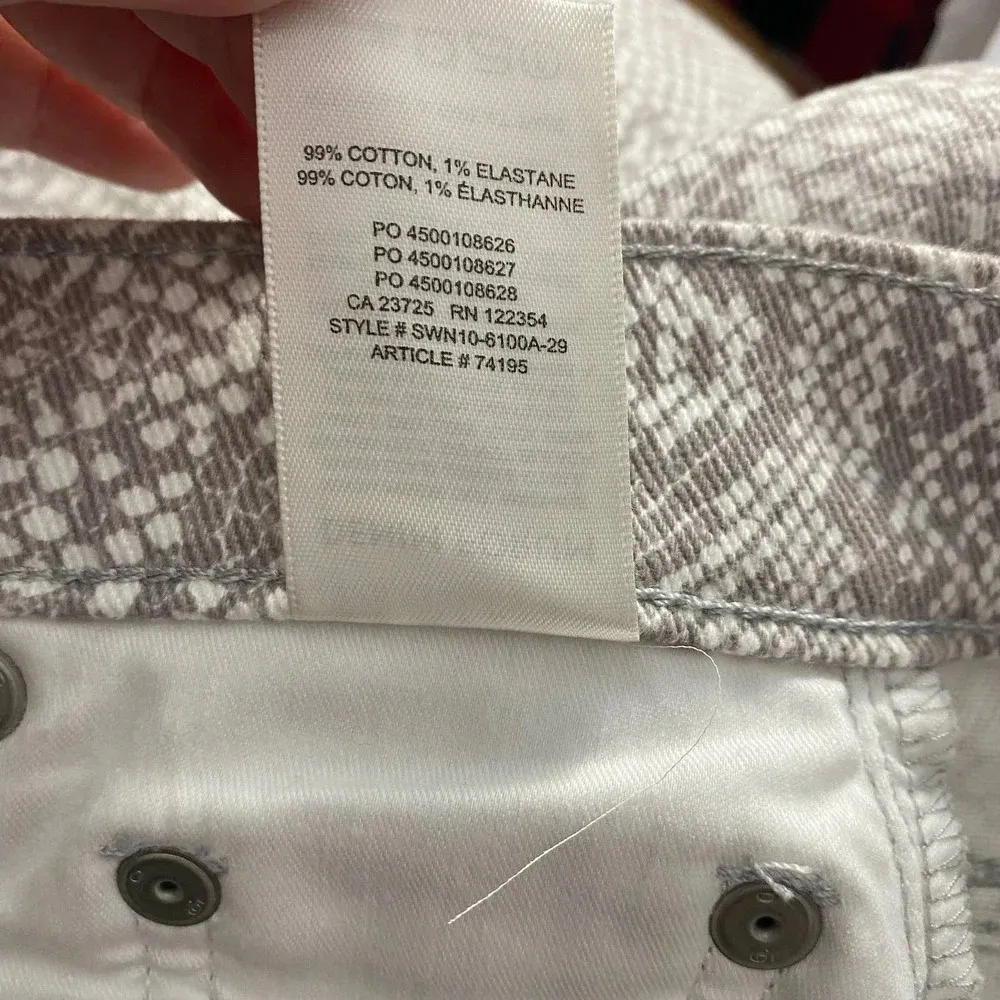 99% COTTON, 1% ELASTANE
99% COTON, 1% ÉLASTHANNE
PO 4500108626
PO 4500108627
PO 4500108628
CA 23725 RN 122354
STYLE # SWN10-6100A-29
ARTICLE # 74195